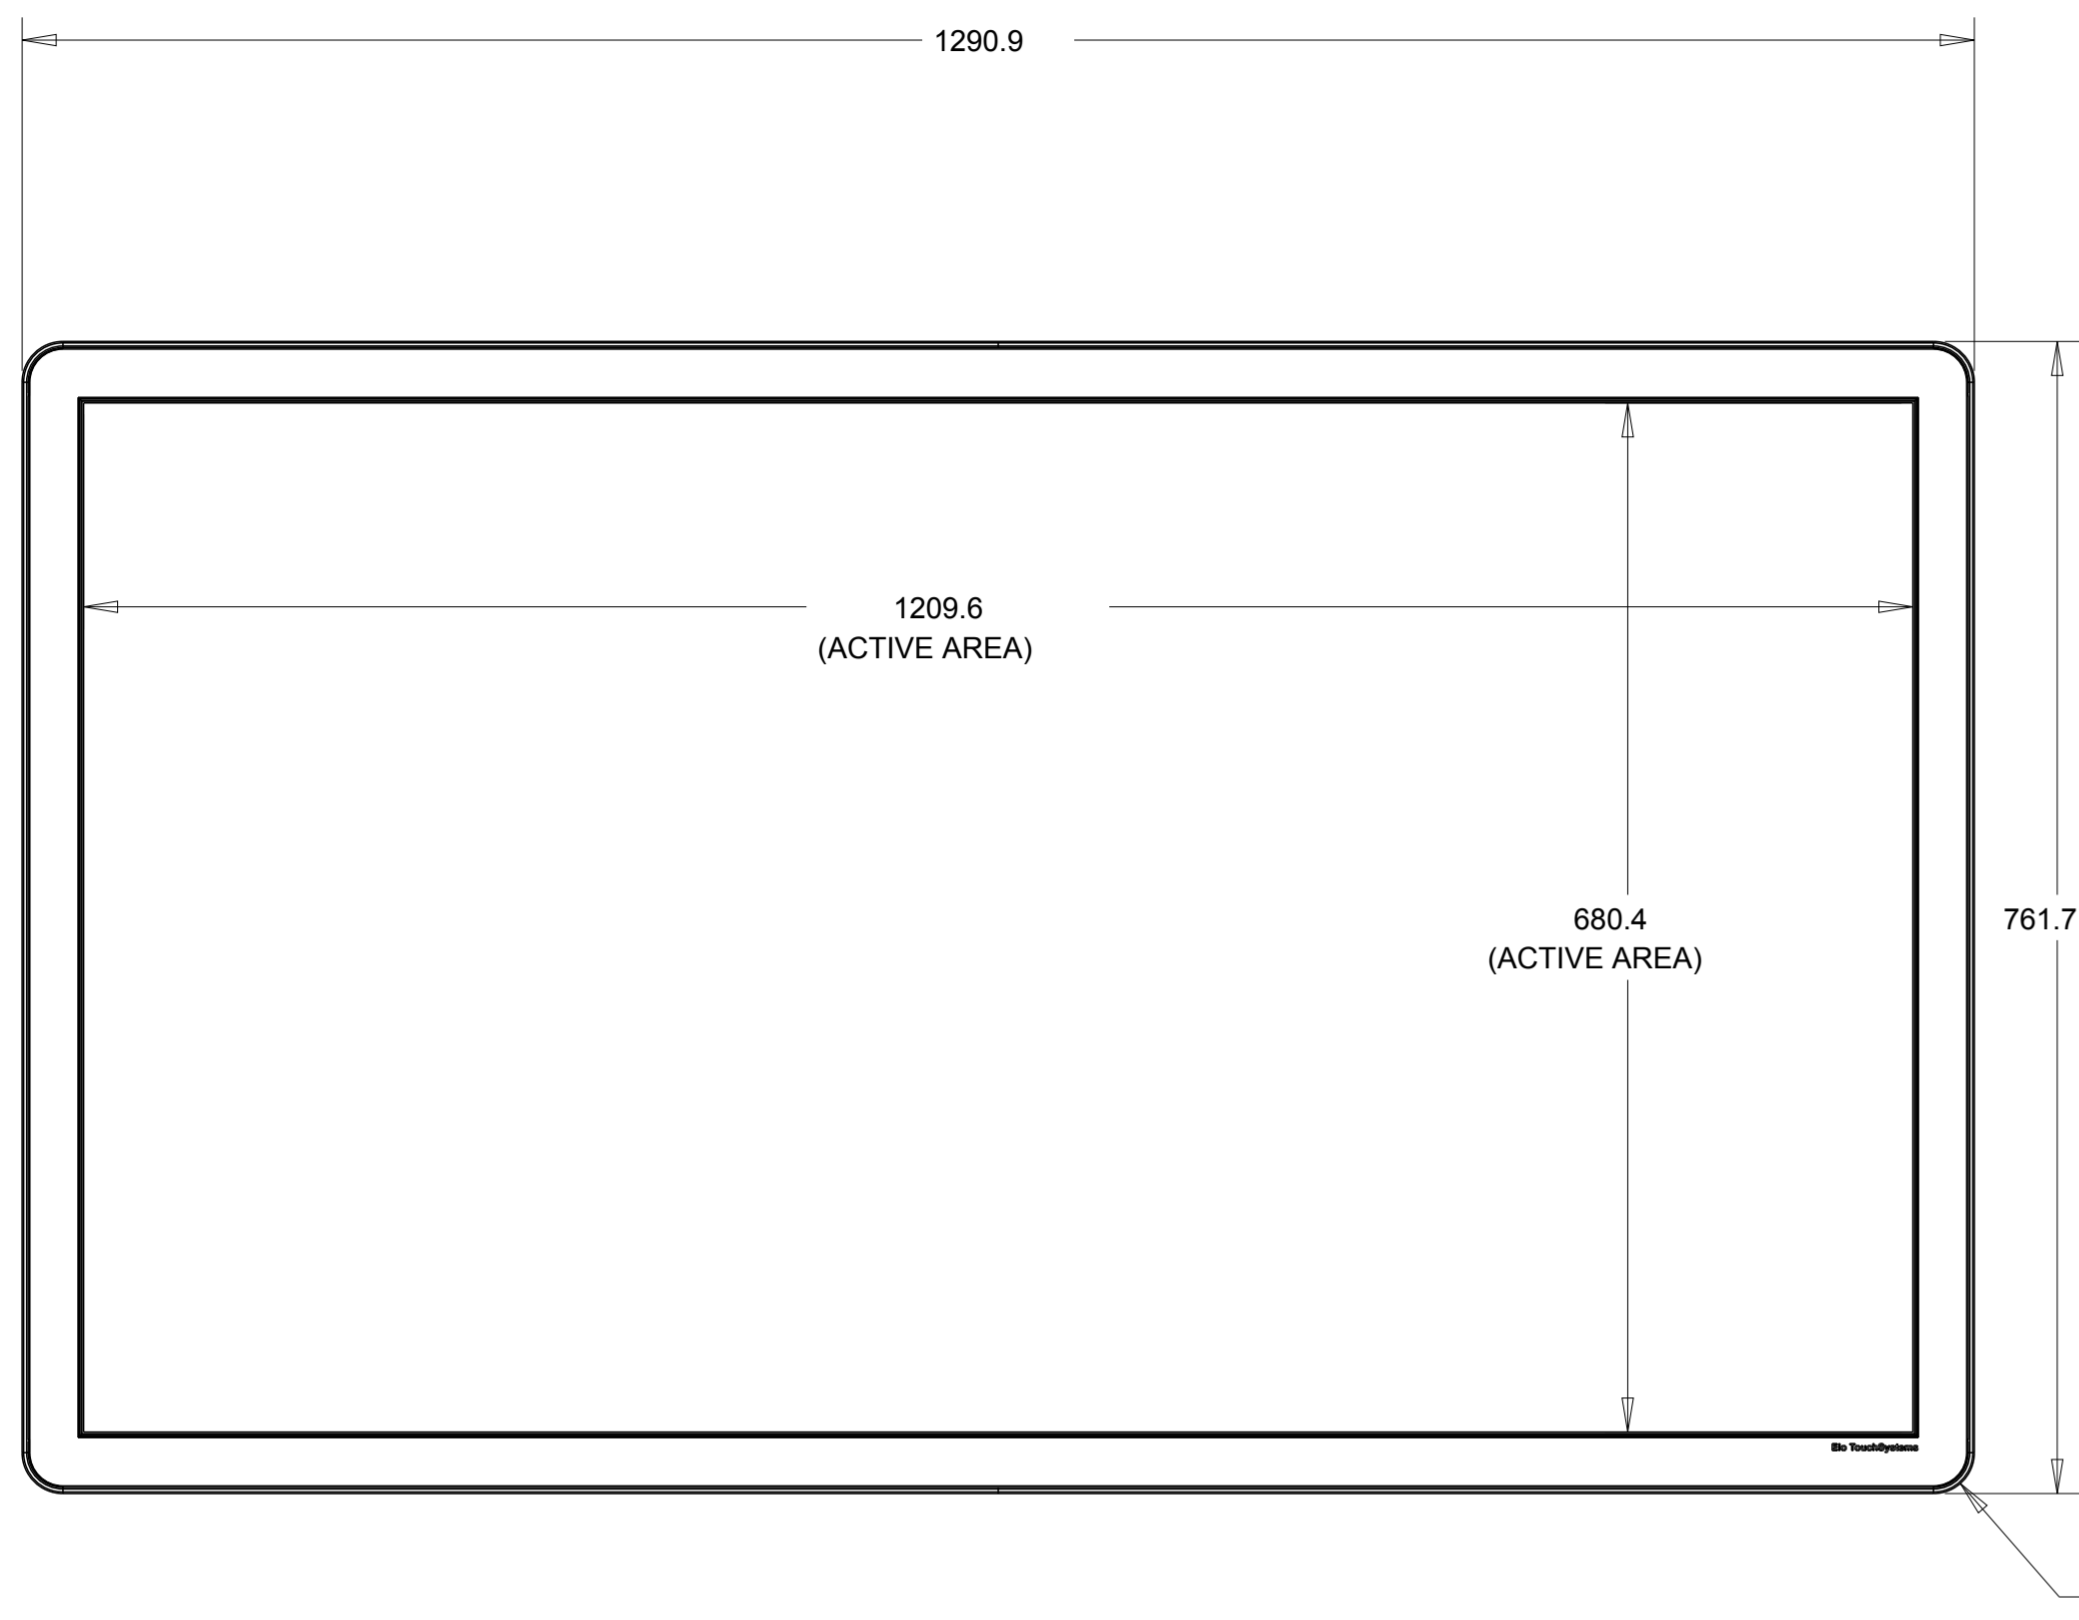 1290.9
1209.6
(ACTIVE AREA)
680.4
(ACTIVE AREA)
761.7
Elo TouchSystems